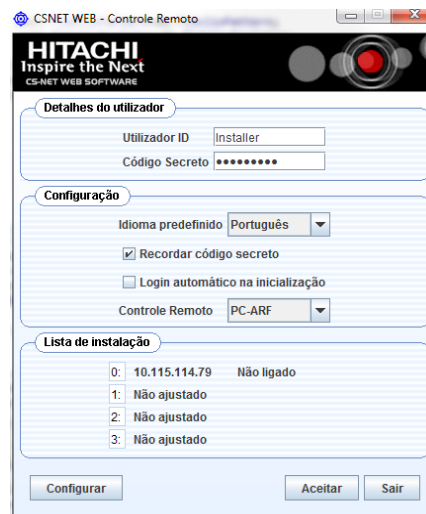 CSNET WEB - Controle Remoto
HITACHI
Inspire the Next
CS-NET WEB SOFTWARE
Detalhes do utilizador
Utilizador ID Installer
Código Secreto •••••••••
Configuração
Idioma predefinido Português
Recordar código secreto
Login automático na inicialização
Controle Remoto PC-ARF
Lista de instalação
0: 10.115.114.79 Não ligado
1: Não ajustado
2: Não ajustado
3: Não ajustado
Configurar Aceitar Sair